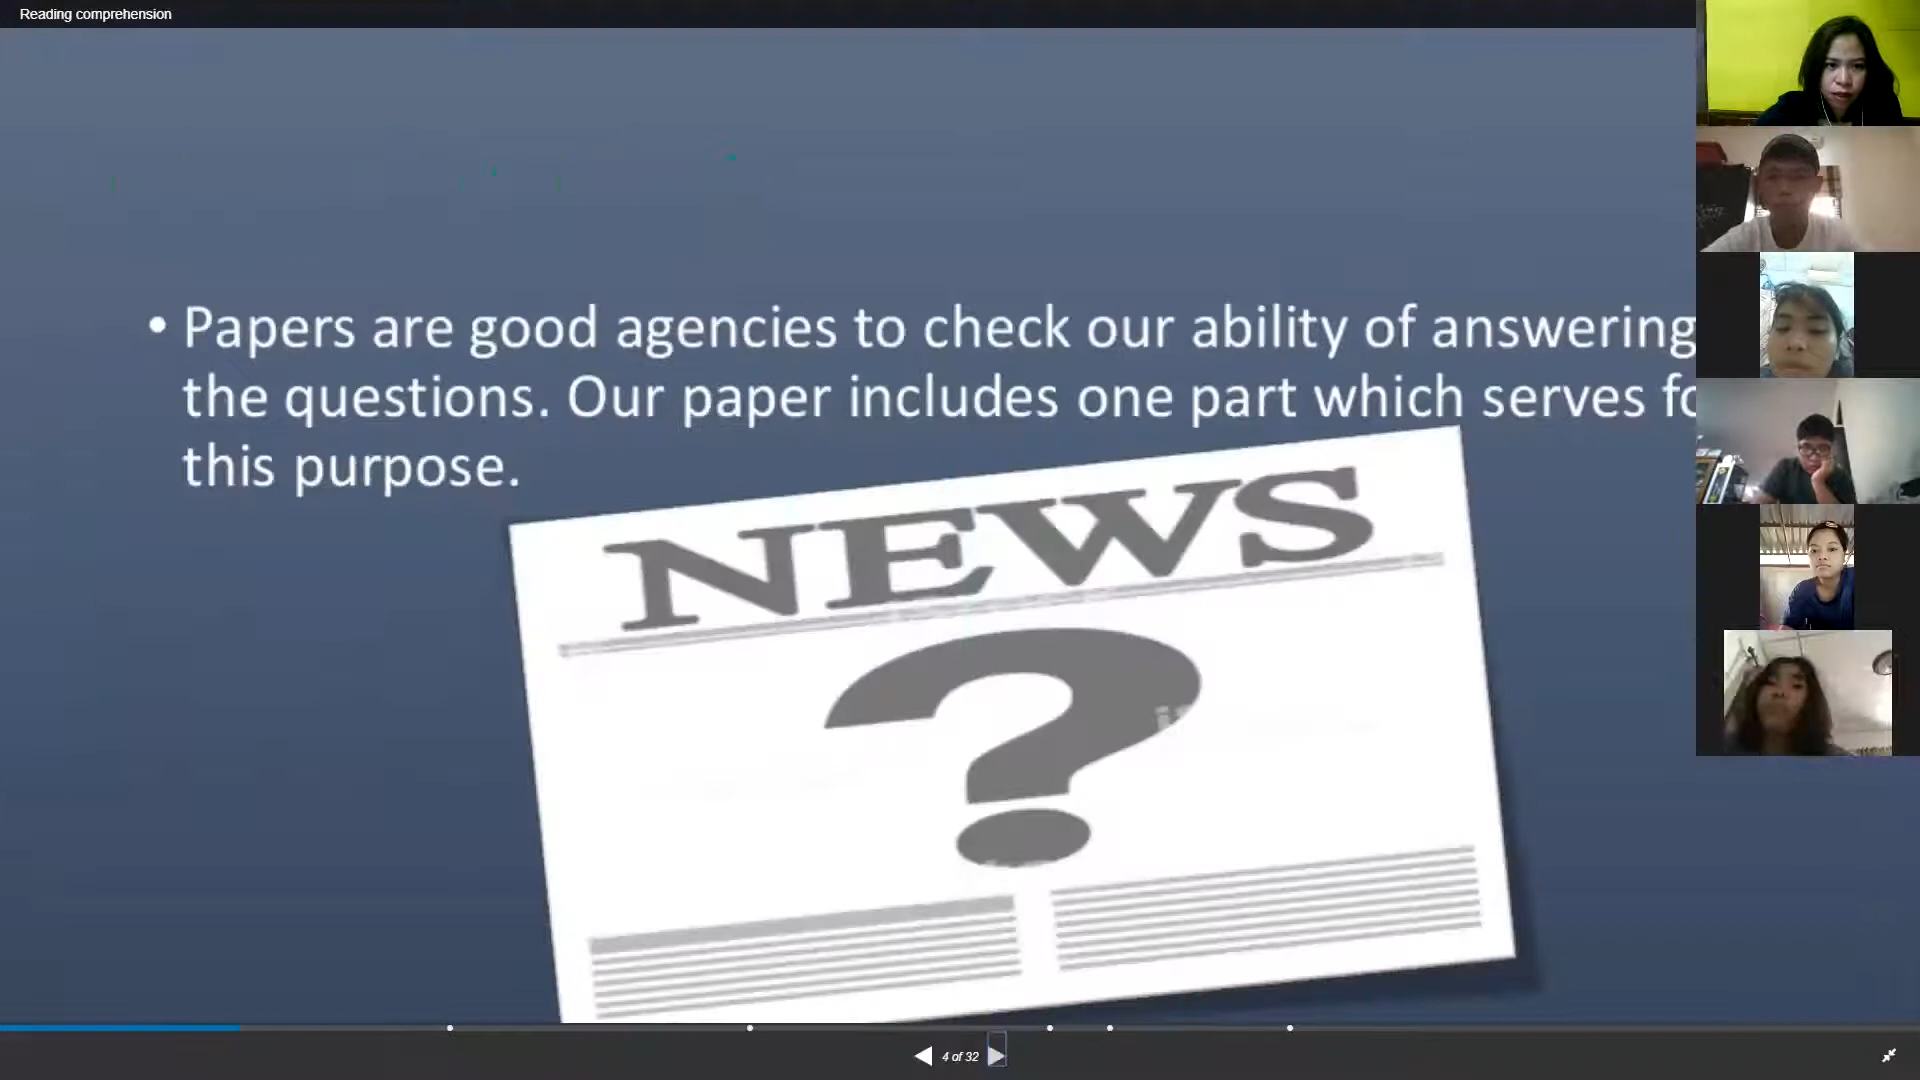 Reading comprehension
• Papers are good agencies to check our ability of answering
the questions. Our paper includes one part which serves
this purpose.
NEWS
?
4 of 32